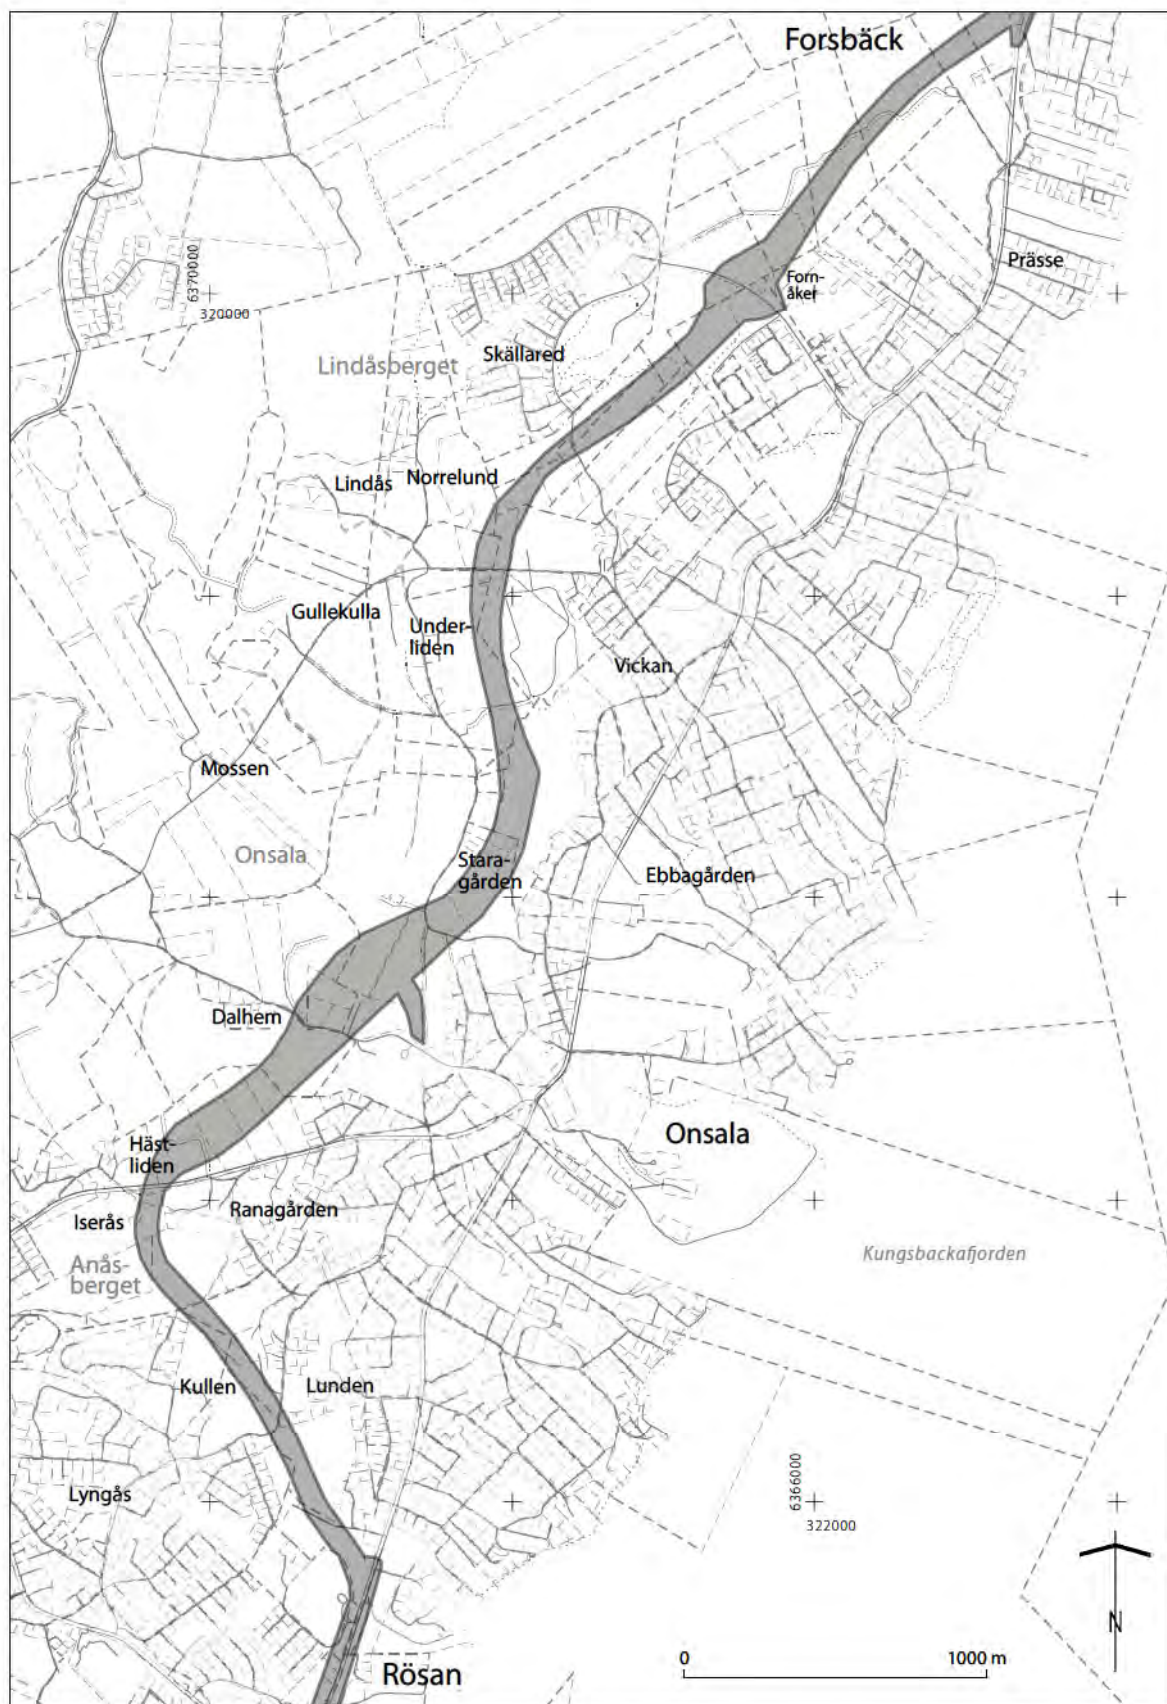 Forsbäck
Prässe
6370000
320000
Forn-
åker
Skällared
Lindåsberget
Lindås
Norrelund
Gullekulla
Under-
liden
Vickan
Mossen
Onsala
Stara-
gården
Ebbagården
Dalhem
Häst-
liden
Onsala
Iserås
Ranagården
Kungsbackafjorden
Anås-
berget
Kullen
Lunden
Lyngås
6366000
322000
N
0
1000 m
Rösan